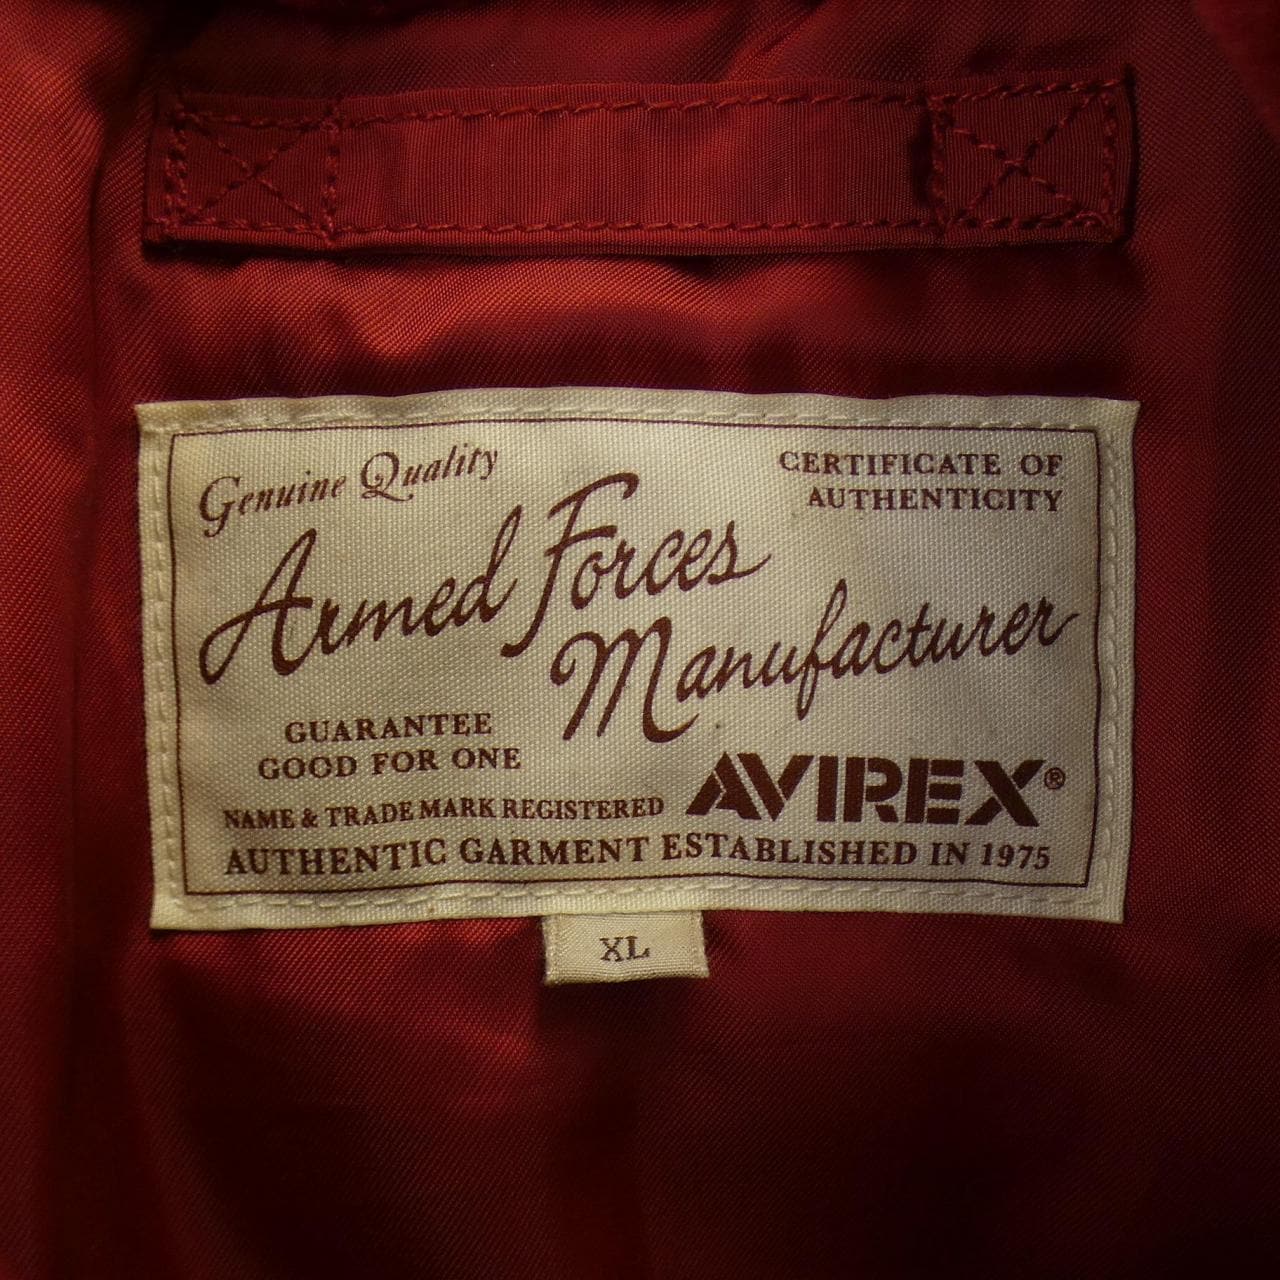 Genuine Quality
CERTIFICATE OF
AUTHENTICITY
Armed Forces
Manufacturer
GUARANTEE
GOOD FOR ONE
AVIREX®
NAME & TRADE MARK REGISTERED
AUTHENTIC GARMENT ESTABLISHED IN 1975
XL